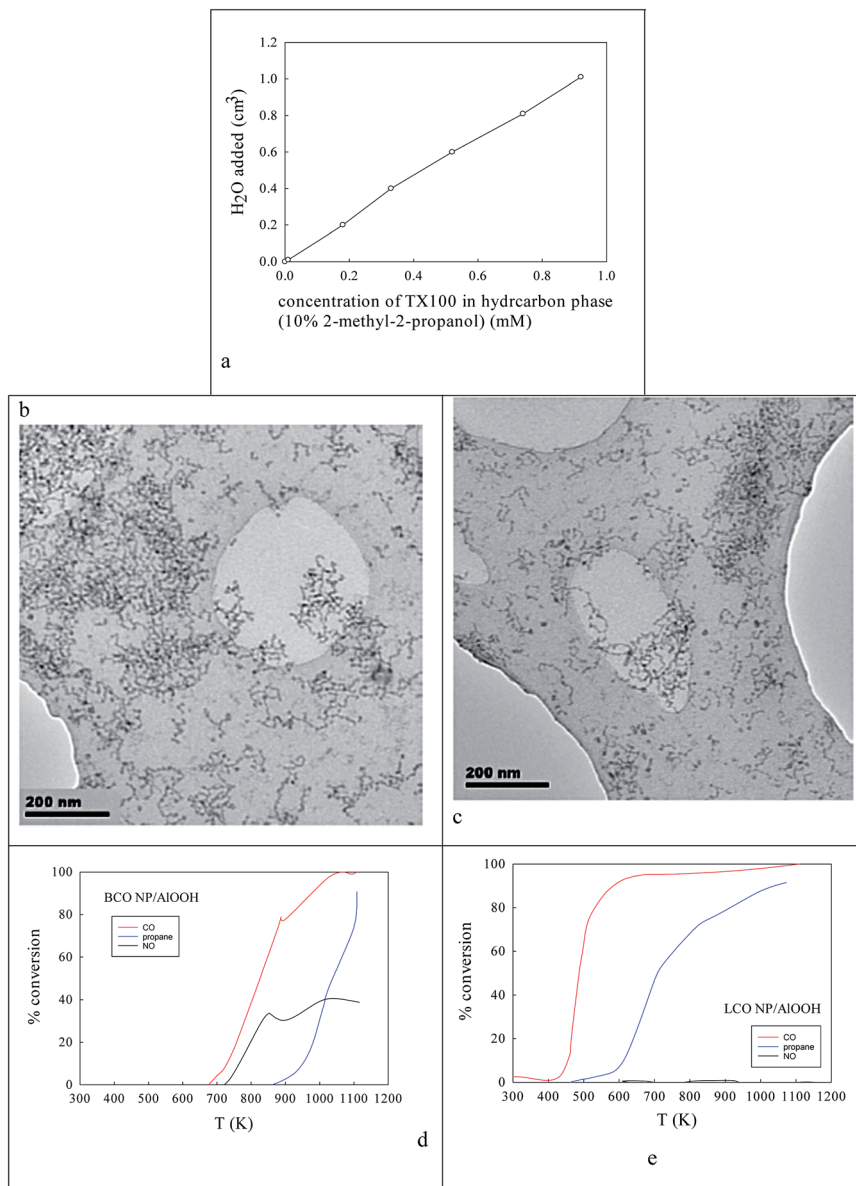 1.2
1.0
0.8
0.6
0.4
0.2
0.0
H2O added (cm3)
0.0 0.2 0.4 0.6 0.8 1.0
concentration of TX100 in hydrcarbon phase
(10% 2-methyl-2-propanol) (mM)
a
b
200 nm
200 nm
c
100
80
60
40
20
0
% conversion
BCO NP/AlOOH
CO
propane
NO
300 400 500 600 700 800 900 1000 1100 1200
T (K)
d
100
80
60
40
20
0
% conversion
LCO NP/AlOOH
CO
propane
NO
300 400 500 600 700 800 900 1000 1100 1200
T (K)
e